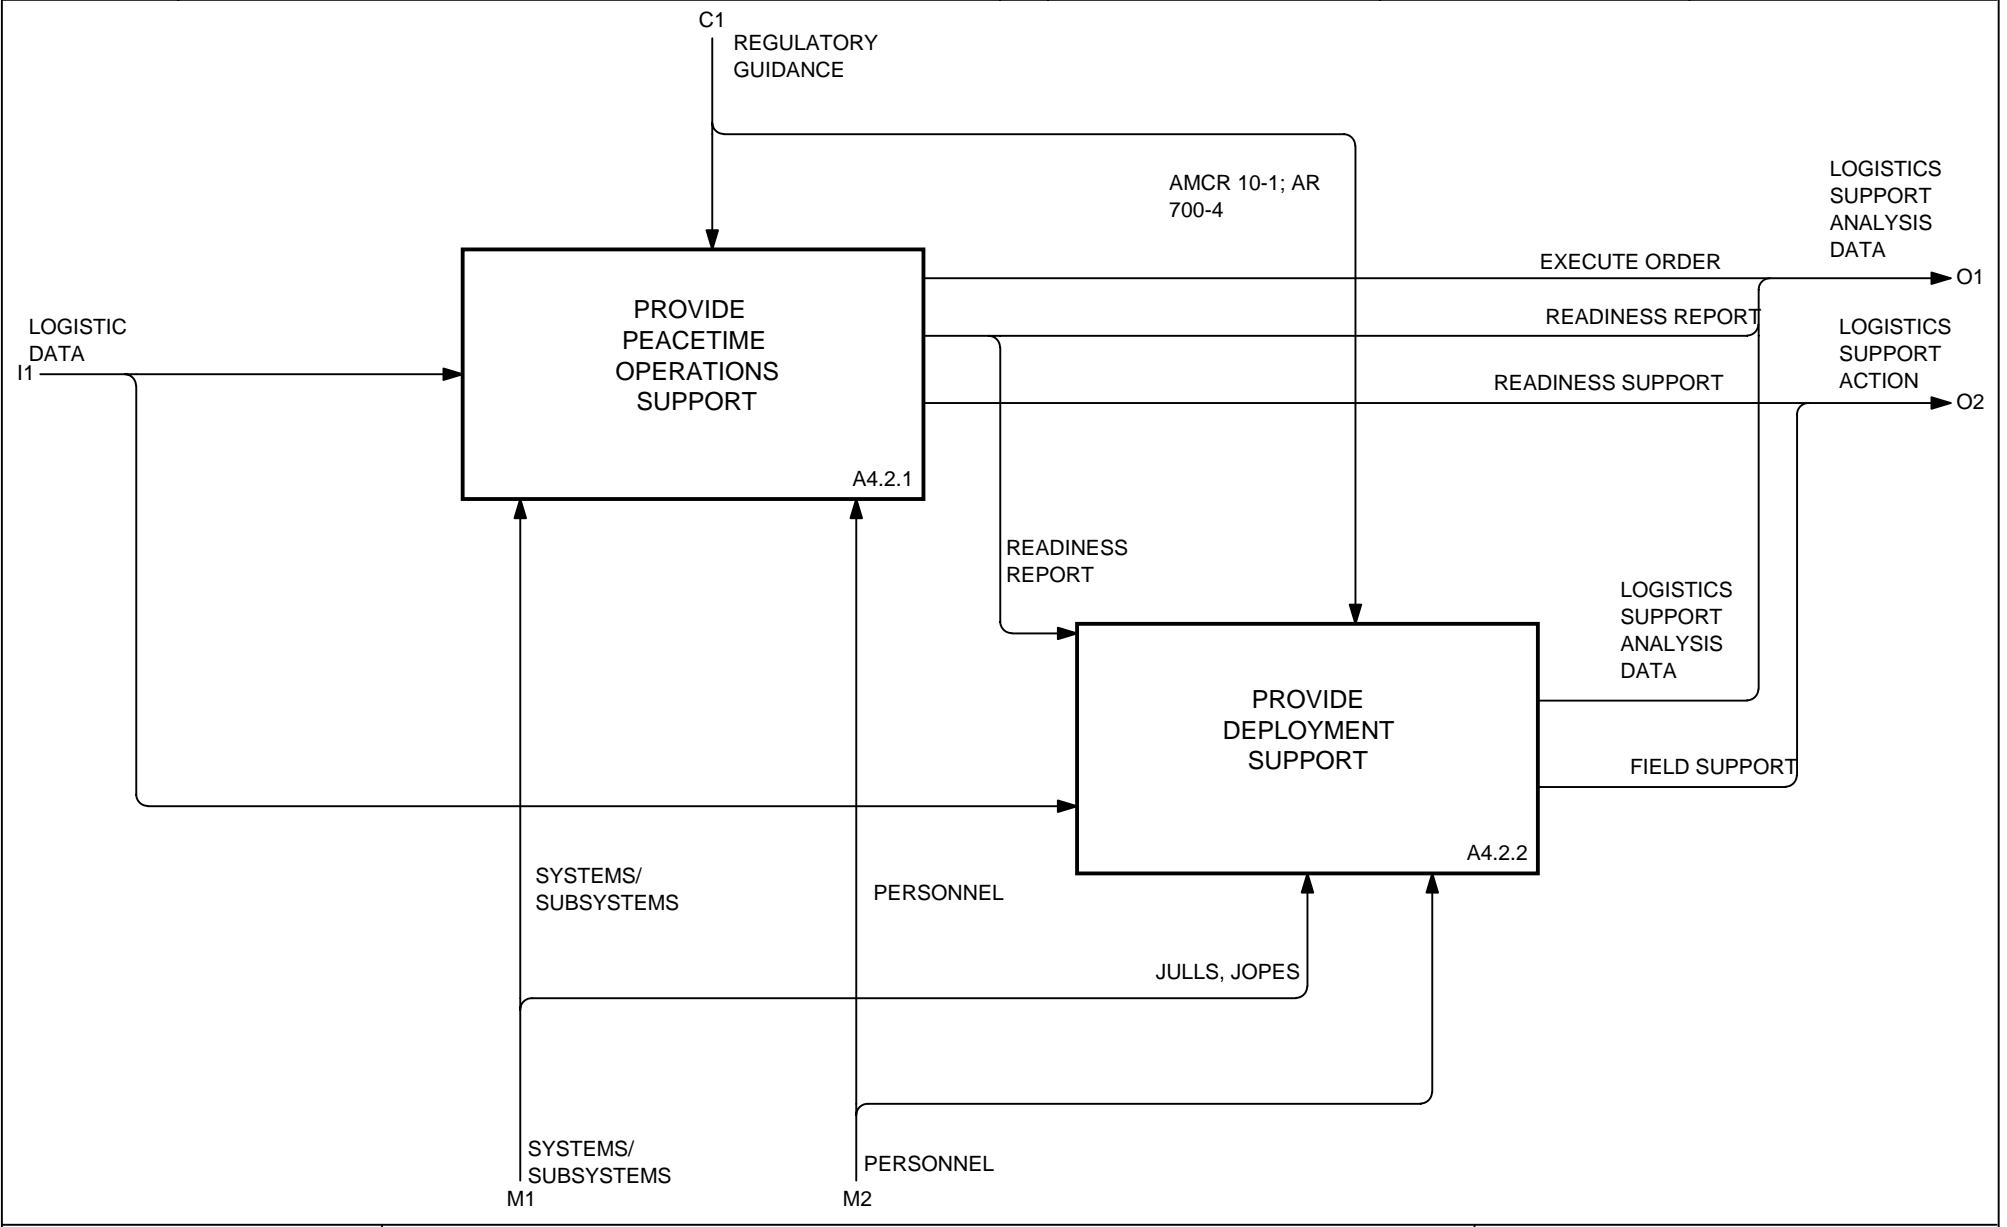 C1
REGULATORY
GUIDANCE
AMCR 10-1; AR
700-4
LOGISTICS
SUPPORT
ANALYSIS
DATA
EXECUTE ORDER
O1
PROVIDE
PEACETIME
OPERATIONS
SUPPORT
A4.2.1
LOGISTIC
DATA
I1
READINESS REPORT
LOGISTICS
SUPPORT
ACTION
READINESS SUPPORT
O2
READINESS
REPORT
LOGISTICS
SUPPORT
ANALYSIS
DATA
PROVIDE
DEPLOYMENT
SUPPORT
A4.2.2
FIELD SUPPORT
SYSTEMS/
SUBSYSTEMS
PERSONNEL
JULLS, JOPES
SYSTEMS/
SUBSYSTEMS
M1
PERSONNEL
M2